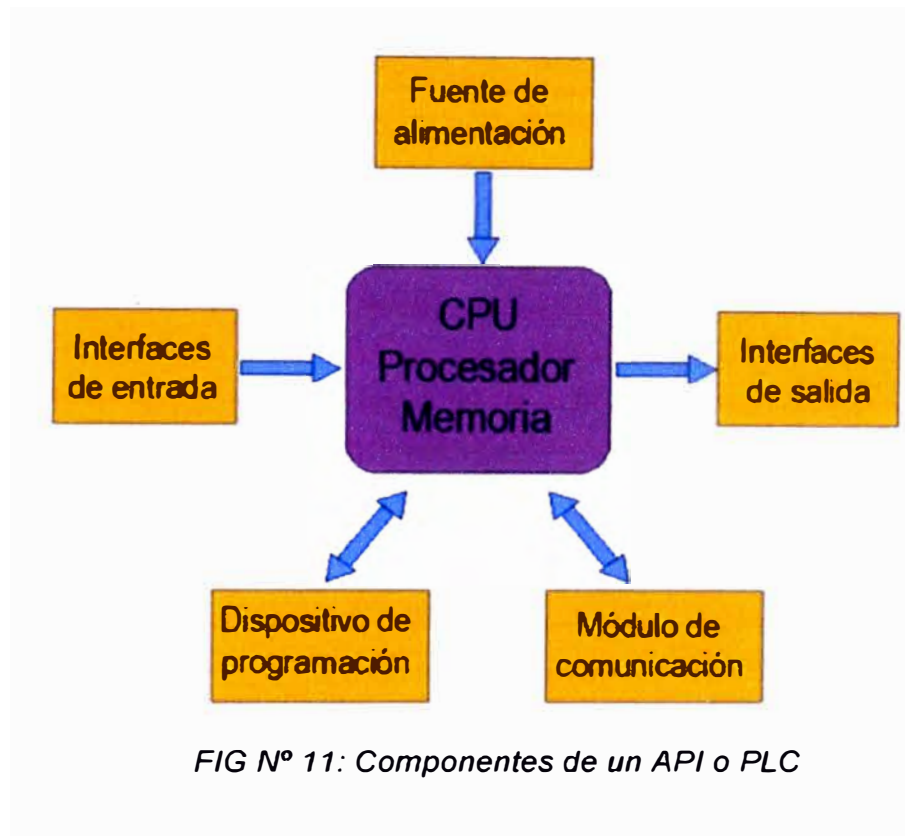 Fuente de
alimentación
CPU
Procesador
Memoria
Interfaces
de entrada
Interfaces
de salida
Dispositivo de
programación
Módulo de
comunicación
FIG Nº 11: Componentes de un API o PLC